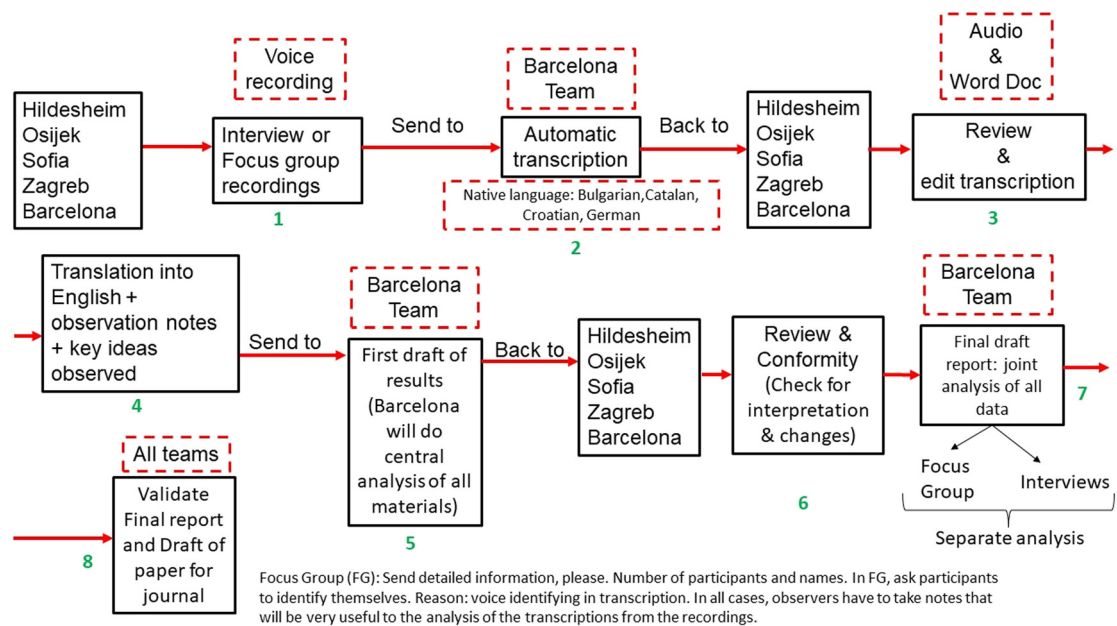 Voice
recording
Hildesheim
Osijek
Sofia
Zagreb
Barcelona
Interview or
Focus group
recordings
1
Send to
Barcelona
Team
Automatic
transcription
Native language: Bulgarian,Catalan,
Croatian, German
2
Back to
Hildesheim
Osijek
Sofia
Zagreb
Barcelona
Audio
&
Word Doc
Review
&
edit transcription
3
Translation into
English +
observation notes
+ key ideas
observed
4
Send to
Barcelona
Team
First draft of
results
(Barcelona
will do
central
analysis of all
materials)
5
Back to
Hildesheim
Osijek
Sofia
Zagreb
Barcelona
Review &
Conformity
(Check for
interpretation
& changes)
6
Barcelona
Team
Final draft
report: joint
analysis of all
data
7
Focus
Group
Interviews
Separate analysis
All teams
Validate
Final report
and Draft of
paper for
journal
8
Focus Group (FG): Send detailed information, please. Number of participants and names. In FG, ask participants
to identify themselves. Reason: voice identifying in transcription. In all cases, observers have to take notes that
will be very useful to the analysis of the transcriptions from the recordings.